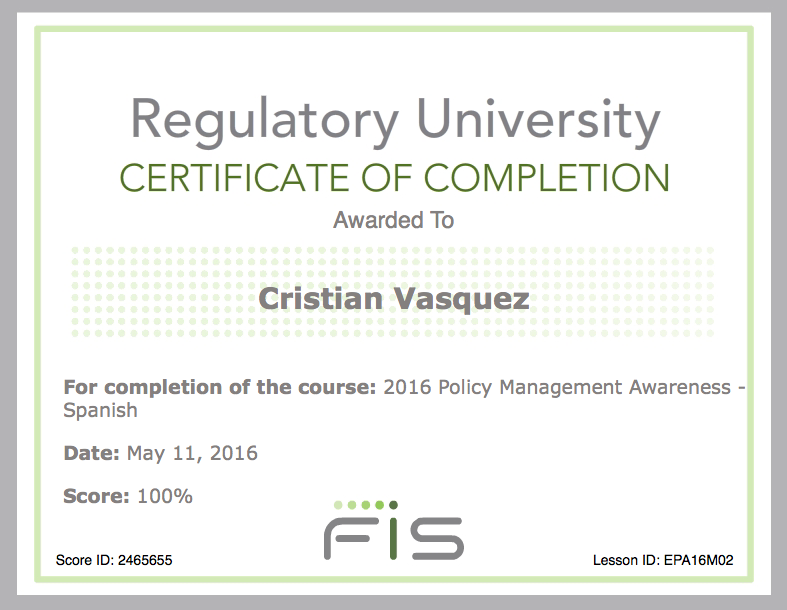 Regulatory University
CERTIFICATE OF COMPLETION
Awarded To
Cristian Vasquez
For completion of the course: 2016 Policy Management Awareness -
Spanish
Date: May 11, 2016
Score: 100%
FIS
Score ID: 2465655
Lesson ID: EPA16M02